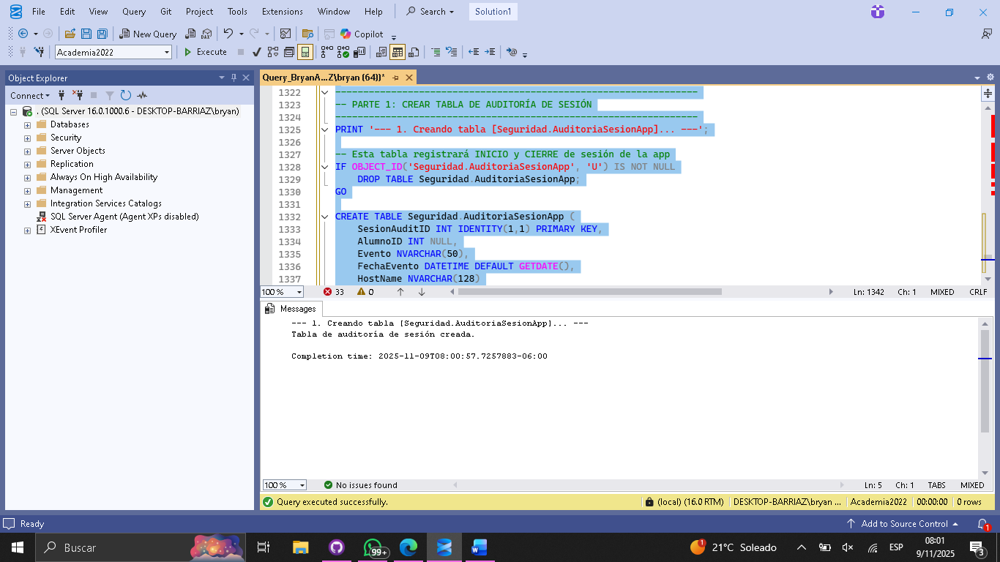 File Edit View Query Git Project Tools Extensions Window Help Search Solution1
New Query Copilot
Academia2022 Execute
Object Explorer
Connect
. (SQL Server 16.0.1000.6 - DESKTOP-BARRIAZ\bryan)
Databases
Security
Server Objects
Replication
Always On High Availability
Management
Integration Services Catalogs
SQL Server Agent (Agent XPs disabled)
XEvent Profiler
Query_BryanA...Z\bryan (64))*
1322 -----------------------------------------------------------------
1323 -- PARTE 1: CREAR TABLA DE AUDITORÍA DE SESIÓN
1324 -----------------------------------------------------------------
1325 PRINT '--- 1. Creando tabla [Seguridad.AuditoriaSesionApp]... ---';
1326
1327 -- Esta tabla registrará INICIO y CIERRE de sesión de la app
1328 IF OBJECT_ID('Seguridad.AuditoriaSesionApp', 'U') IS NOT NULL
1329 DROP TABLE Seguridad.AuditoriaSesionApp;
1330 GO
1331
1332 CREATE TABLE Seguridad.AuditoriaSesionApp (
1333 SesionAuditID INT IDENTITY(1,1) PRIMARY KEY,
1334 AlumnoID INT NULL,
1335 Evento NVARCHAR(50),
1336 FechaEvento DATETIME DEFAULT GETDATE(),
1337 HostName NVARCHAR(128)
100 % 33 0 Ln: 1342 Ch: 1 MIXED CRLF
Messages
--- 1. Creando tabla [Seguridad.AuditoriaSesionApp]... ---
Tabla de auditoría de sesión creada.
Completion time: 2025-11-09T08:00:57.7257883-06:00
100 % No issues found Ln: 5 Ch: 1 TABS MIXED
Query executed successfully. (local) (16.0 RTM) DESKTOP-BARRIAZ\bryan ... Academia2022 00:00:00 0 rows
Ready Add to Source Control 1
Buscar 99+ 1 21°C Soleado ESP 08:01
9/11/2025 3